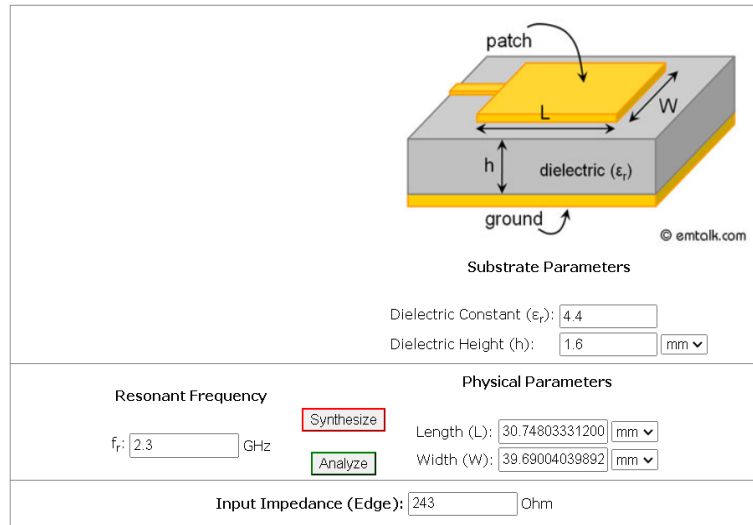 patch
L
W
h
dielectric (εr)
ground
© emtalk.com
Substrate Parameters
Dielectric Constant (εr): 4.4
Dielectric Height (h): 1.6 mm
Physical Parameters
Resonant Frequency
Synthesize
Length (L): 30.74803331200 mm
fr: 2.3 GHz
Analyze
Width (W): 39.69004039892 mm
Input Impedance (Edge): 243 Ohm